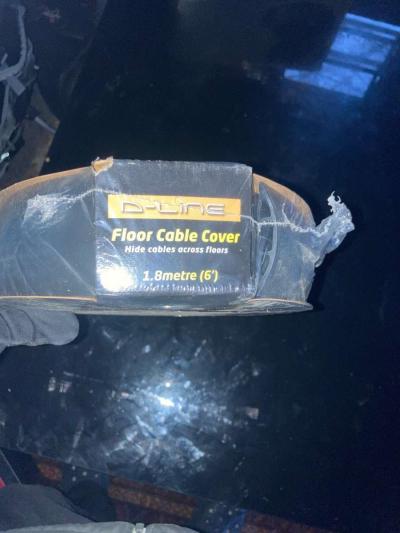 D-LINE
Floor Cable Cover
Hide cables across floors
1.8metre (6')